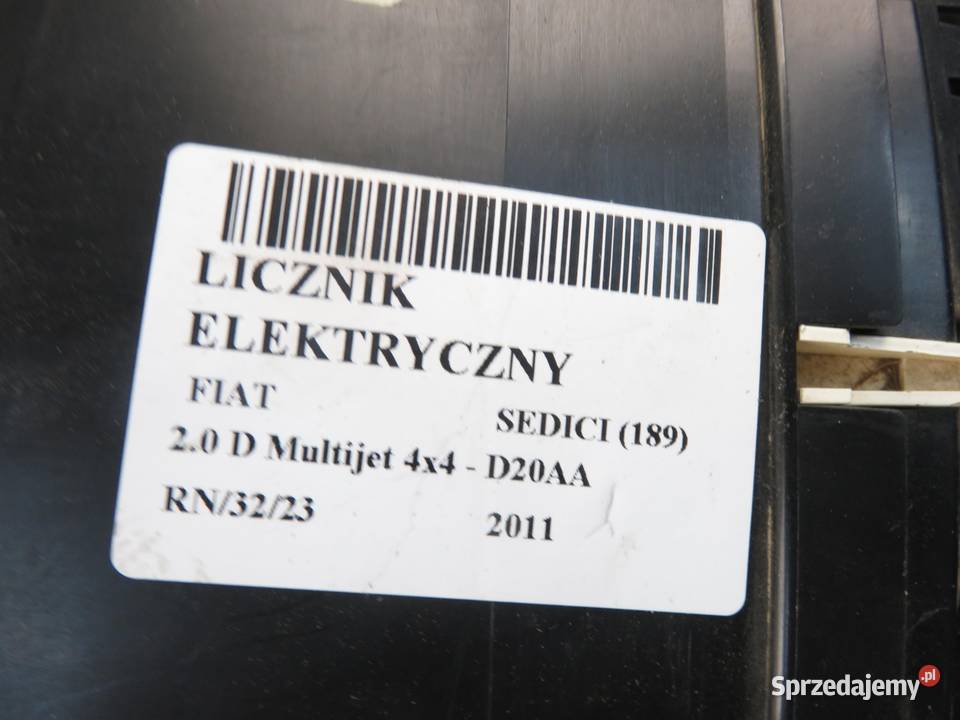 LICZNIK
ELEKTRYCZNY
FIAT SEDICI (189)
2.0 D Multijet 4x4 - D20AA
RN/32/23 2011
Sprzedajemy.pl